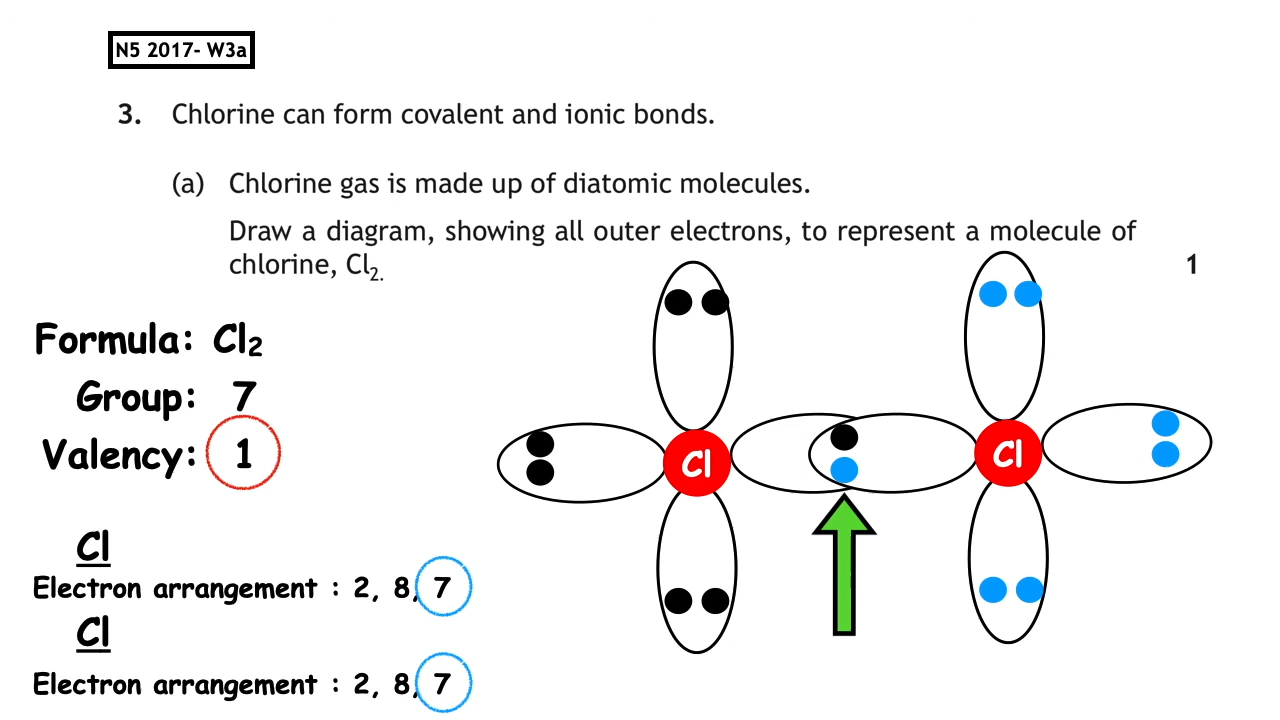 N5 2017- W3a
3. Chlorine can form covalent and ionic bonds.
(a) Chlorine gas is made up of diatomic molecules.
Draw a diagram, showing all outer electrons, to represent a molecule of
chlorine, Cl₂.
1
Formula: Cl₂
Group: 7
Valency: 1
Cl
Electron arrangement : 2, 8, 7
Cl
Electron arrangement : 2, 8, 7
Cl
Cl